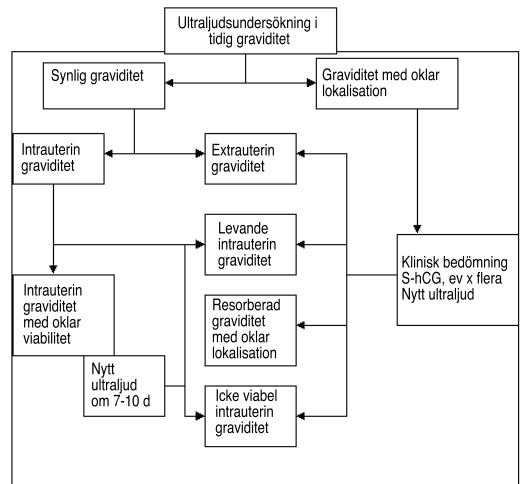 Ultraljudsundersökning i
tidig graviditet
Synlig graviditet
Graviditet med oklar
lokalisation
Intrauterin
graviditet
Extrauterin
graviditet
Levande
intrauterin
graviditet
Klinisk bedömning
S-hCG, ev x flera
Nytt ultraljud
Intrauterin
graviditet
med oklar
viabilitet
Resorberad
graviditet
med oklar
lokalisation
Nytt
ultraljud
om 7-10 d
Icke viabel
intrauterin
graviditet